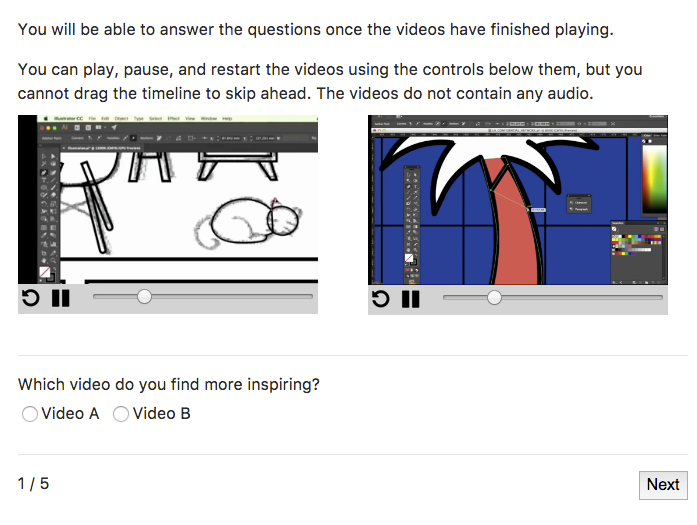 You will be able to answer the questions once the videos have finished playing.
You can play, pause, and restart the videos using the controls below them, but you
cannot drag the timeline to skip ahead. The videos do not contain any audio.
Illustrator CC File Edit Object Type Select Effect View Window Help
Which video do you find more inspiring?
Video A Video B
1 / 5
Next